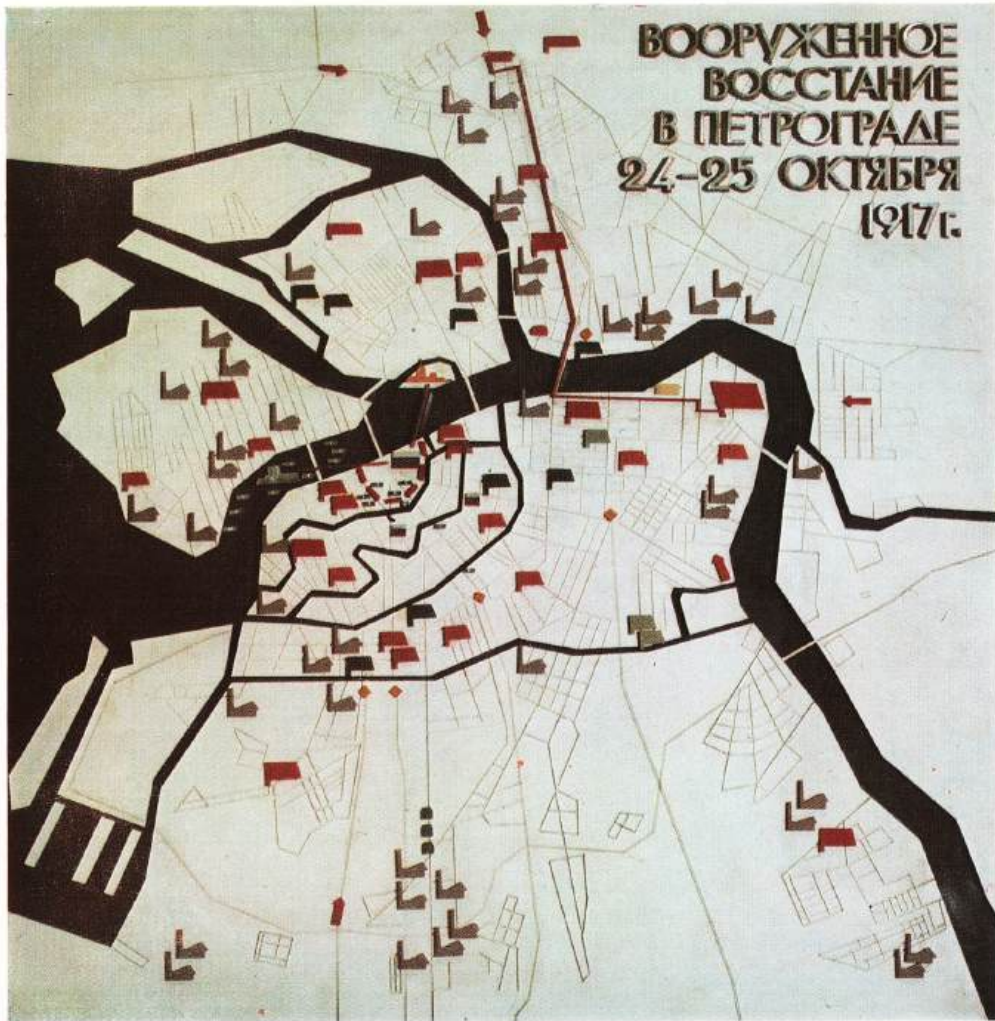 ВООРУЖЕННОЕ
ВОССТАНИЕ
В ПЕТРОГРАДЕ
24-25 ОКТЯБРЯ
1917г.